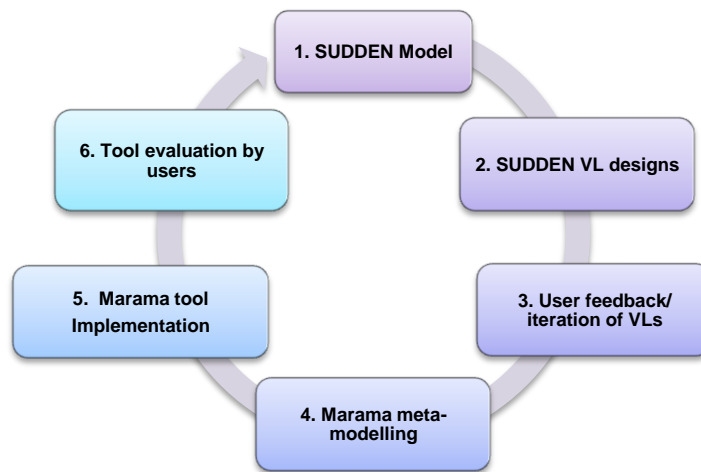 1. SUDDEN Model
2. SUDDEN VL designs
3. User feedback/
iteration of VLs
4. Marama meta-
modelling
5. Marama tool
Implementation
6. Tool evaluation by
users